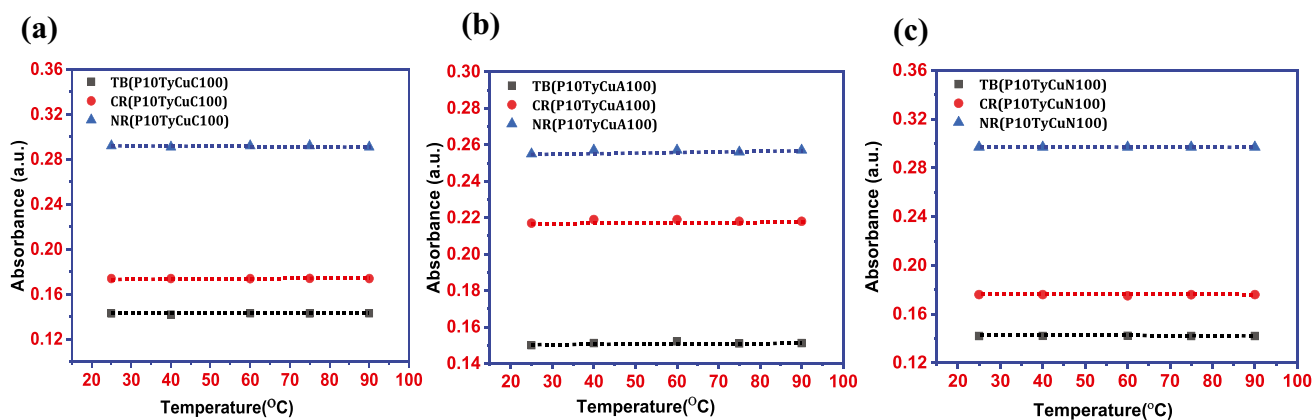 (a)
0.36
0.32
0.28
0.24
0.20
0.16
0.12
Absorbance (a.u.)
TB(P10TyCuC100)
CR(P10TyCuC100)
NR(P10TyCuC100)
20 30 40 50 60 70 80 90 100
Temperature(OC)
(b)
0.30
0.28
0.26
0.24
0.22
0.20
0.18
0.16
0.14
Absorbance (a.u.)
TB(P10TyCuA100)
CR(P10TyCuA100)
NR(P10TyCuA100)
20 30 40 50 60 70 80 90 100
Temperature(OC)
(c)
0.36
0.32
0.28
0.24
0.20
0.16
0.12
Absorbance (a.u.)
TB(P10TyCuN100)
CR(P10TyCuN100)
NR(P10TyCuN100)
20 30 40 50 60 70 80 90 100
Temperature(°C)